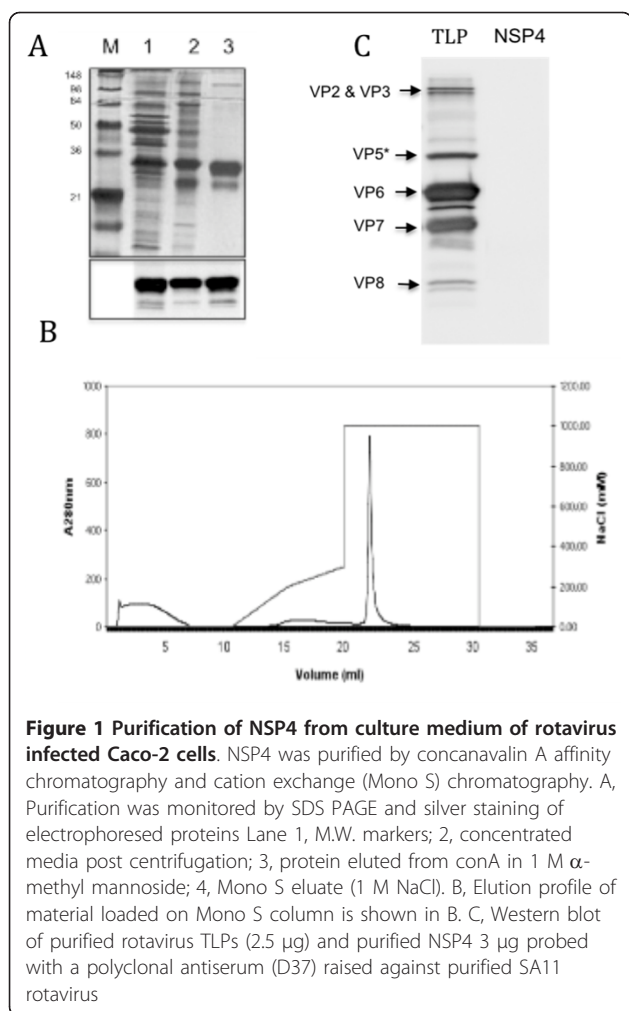 A
M 1 2 3
148
98
64
50
36
21
C
TLP NSP4
VP2 & VP3
VP5*
VP6
VP7
VP8
B
1000
800
600
400
200
0
A280nm
1200.00
1000.00
800.00
600.00
400.00
200.00
0.00
NaCl (mM)
5 10 15 20 25 30 35
Volume (ml)
Figure 1 Purification of NSP4 from culture medium of rotavirus
infected Caco-2 cells. NSP4 was purified by concanavalin A affinity
chromatography and cation exchange (Mono S) chromatography. A,
Purification was monitored by SDS PAGE and silver staining of
electrophoresed proteins Lane 1, M.W. markers; 2, concentrated
media post centrifugation; 3, protein eluted from conA in 1 M α-
methyl mannoside; 4, Mono S eluate (1 M NaCl). B, Elution profile of
material loaded on Mono S column is shown in B. C, Western blot
of purified rotavirus TLPs (2.5 μg) and purified NSP4 3 μg probed
with a polyclonal antiserum (D37) raised against purified SA11
rotavirus